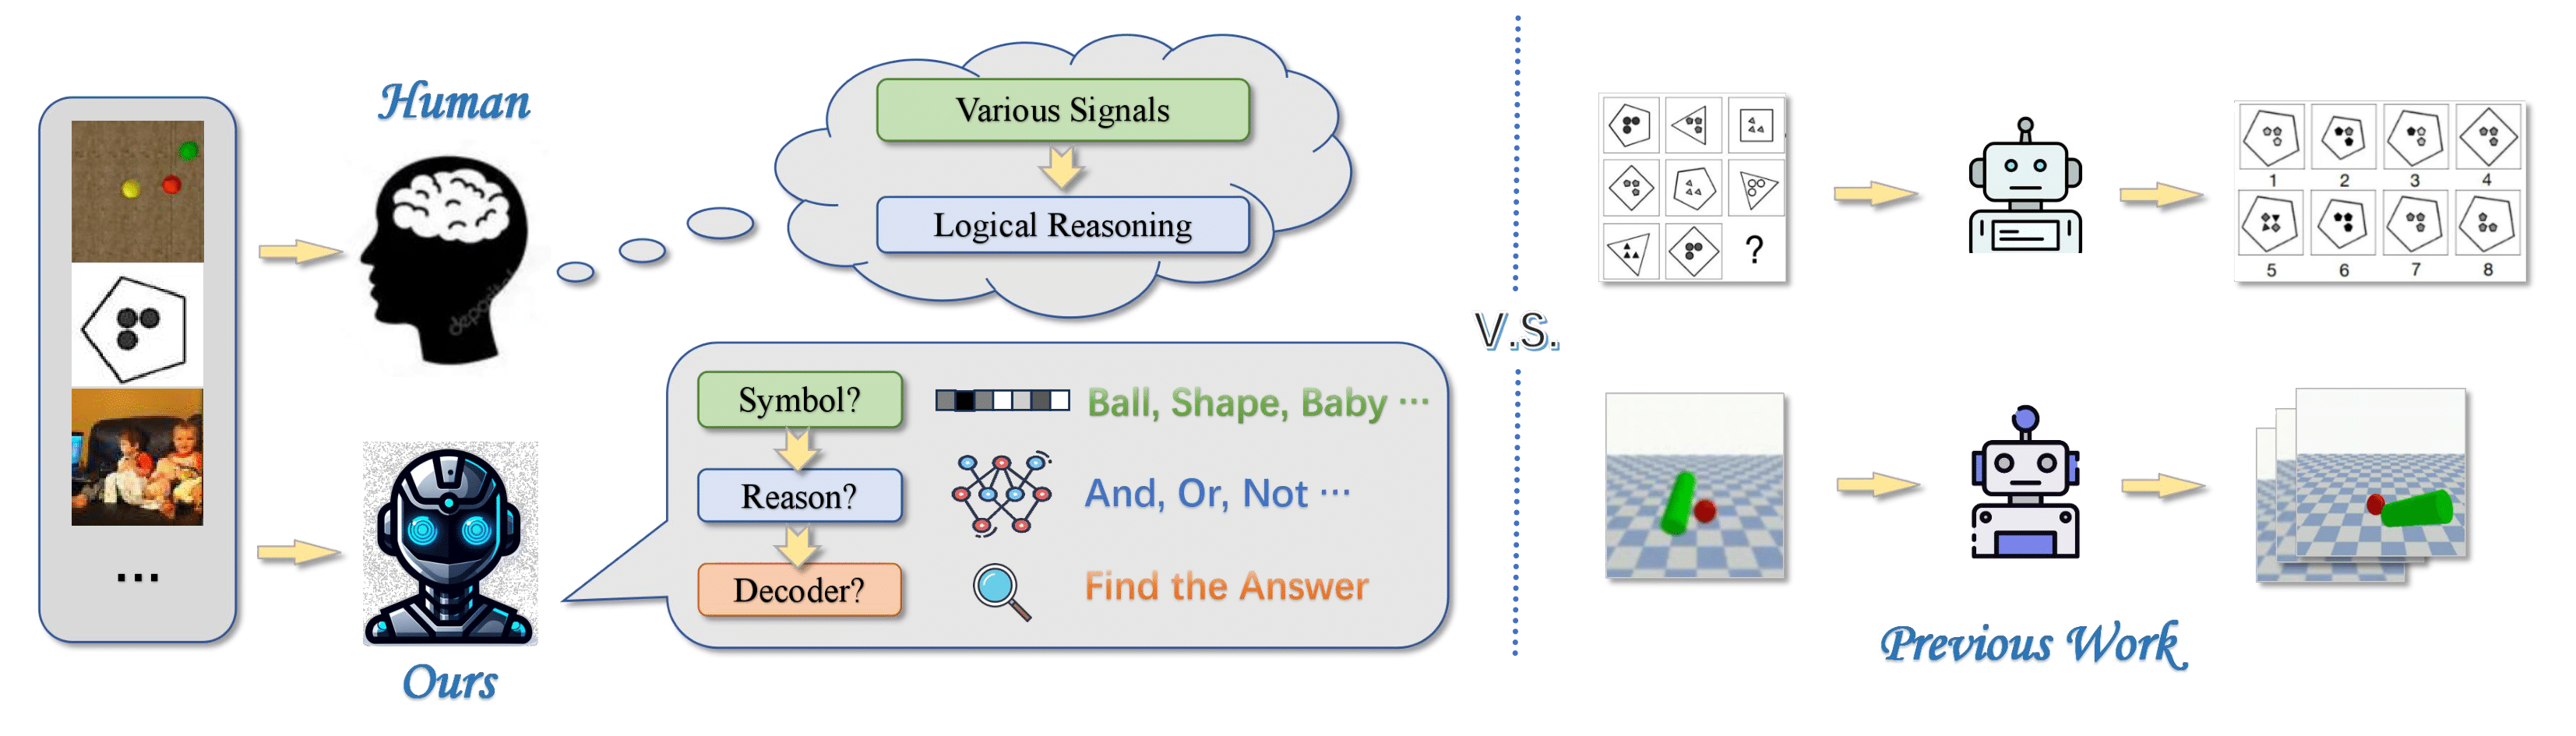 Human
Various Signals
Logical Reasoning
Symbol?
Ball, Shape, Baby ···
Reason?
And, Or, Not ···
Decoder?
Find the Answer
...
Ours
V.S.
?
1 2 3 4
5 6 7 8
Previous Work